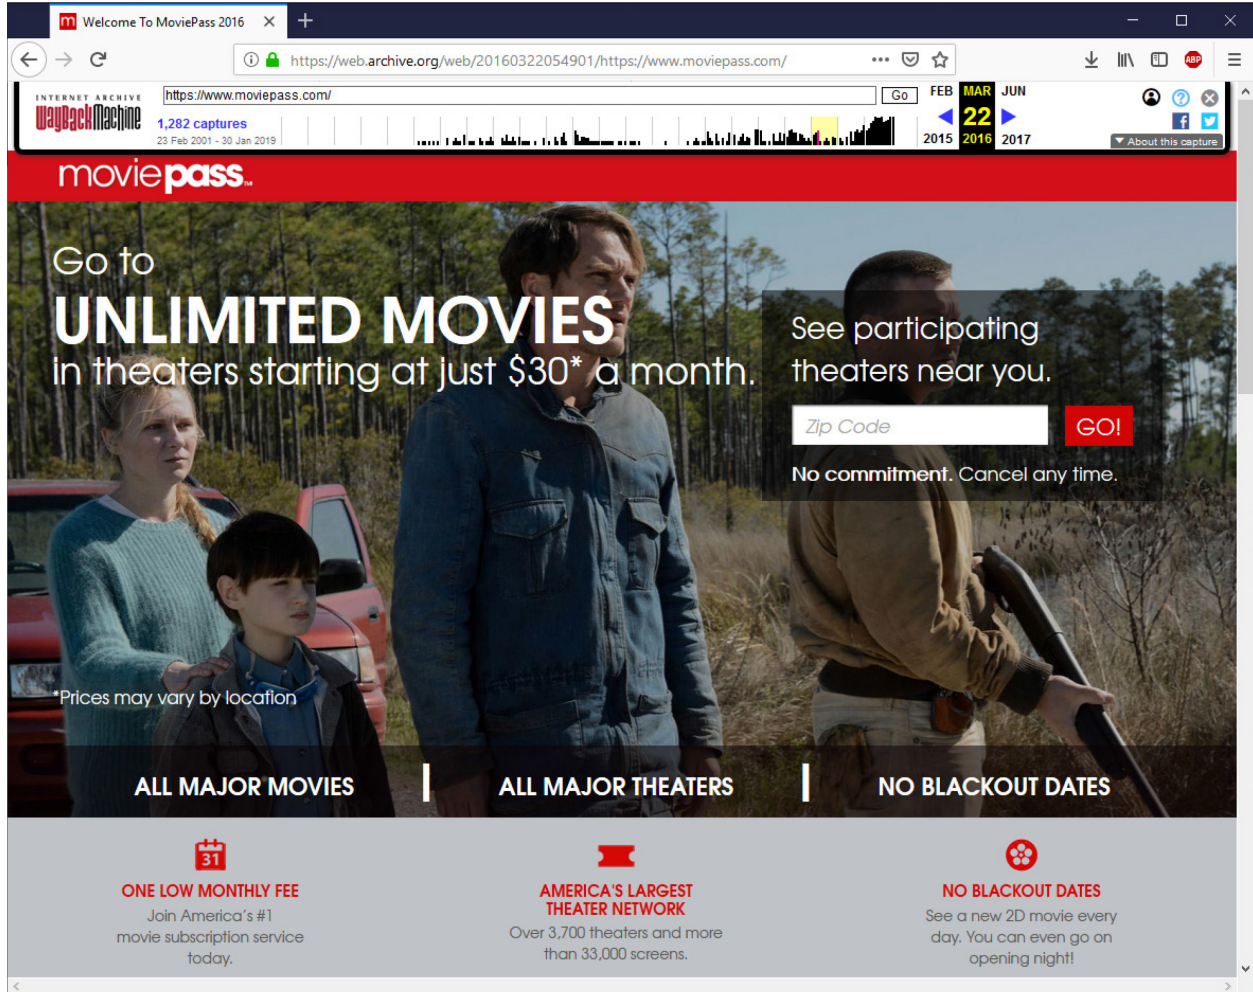 Welcome To MoviePass 2016
https://web.archive.org/web/20160322054901/https://www.moviepass.com/
ABP
INTERNET ARCHIVE
WayBackMachine
https://www.moviepass.com/
Go
FEB MAR JUN
1,282 captures
22
23 Feb 2001 - 30 Jan 2019
2015 2016 2017
About this capture
moviepass™
Go to
UNLIMITED MOVIES
in theaters starting at just $30* a month.
See participating
theaters near you.
Zip Code
GO!
No commitment. Cancel any time.
*Prices may vary by location
ALL MAJOR MOVIES
ALL MAJOR THEATERS
NO BLACKOUT DATES
31
ONE LOW MONTHLY FEE
Join America's #1
movie subscription service
today.
AMERICA'S LARGEST
THEATER NETWORK
Over 3,700 theaters and more
than 33,000 screens.
NO BLACKOUT DATES
See a new 2D movie every
day. You can even go on
opening night!